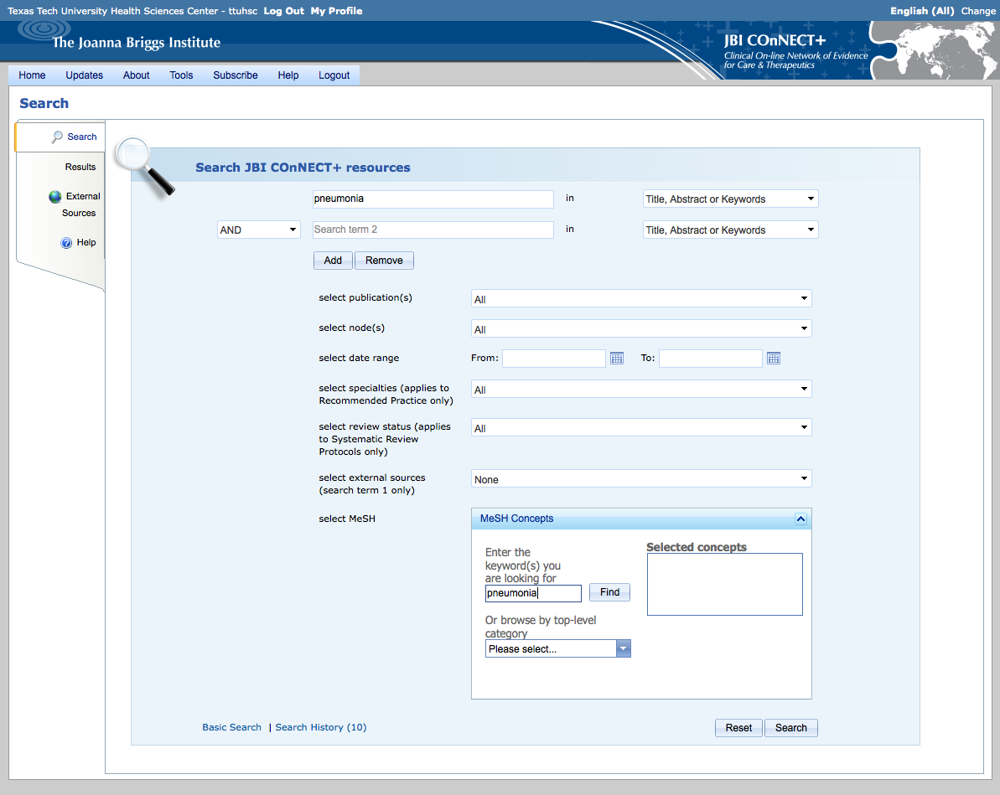 Texas Tech University Health Sciences Center - ttuhsc Log Out My Profile English (All) Change
The Joanna Briggs Institute
JBI COnNECT+
Clinical On-line Network of Evidence
for Care & Therapeutics
Home Updates About Tools Subscribe Help Logout
Search
Search
Results
External
Sources
Help
Search JBI COnNECT+ resources
pneumonia in Title, Abstract or Keywords
AND Search term 2 in Title, Abstract or Keywords
Add Remove
select publication(s) All
select node(s) All
select date range From: To:
select specialties (applies to
Recommended Practice only) All
select review status (applies
to Systematic Review
Protocols only) All
select external sources
(search term 1 only) None
select MeSH MeSH Concepts
Enter the
keyword(s) you
are looking for
pneumonia Find
Selected concepts
Or browse by top-level
category
Please select...
Basic Search | Search History (10) Reset Search